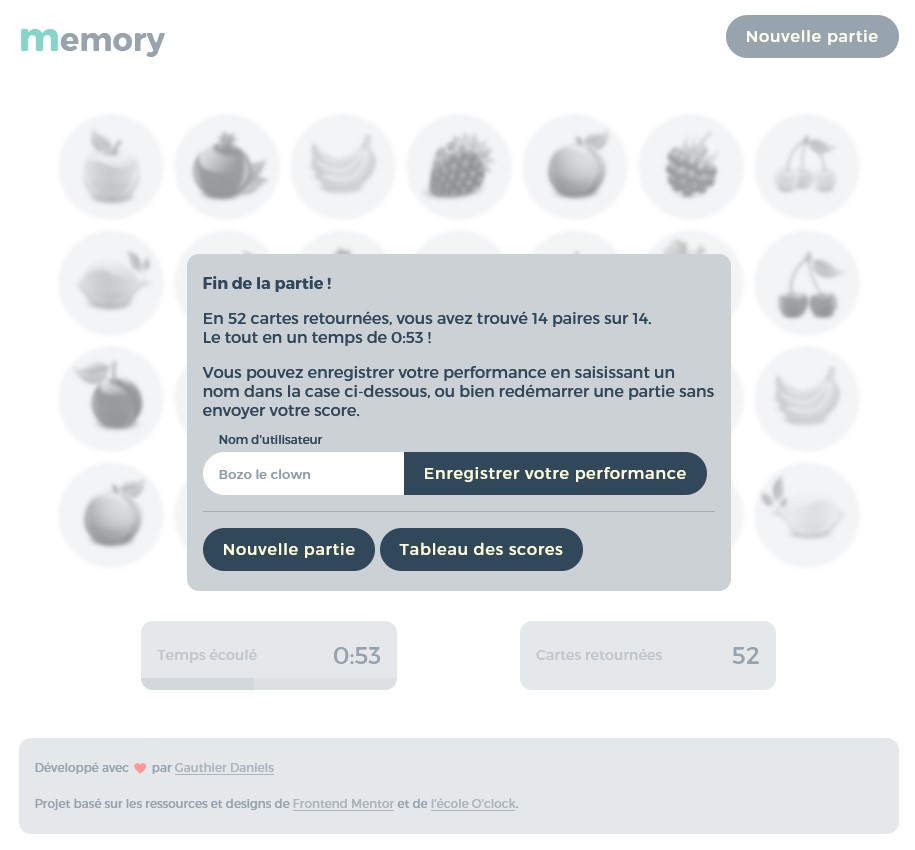 memory
Nouvelle partie
Fin de la partie !
En 52 cartes retournées, vous avez trouvé 14 paires sur 14.
Le tout en un temps de 0:53 !
Vous pouvez enregistrer votre performance en saisissant un
nom dans la case ci-dessous, ou bien redémarrer une partie sans
envoyer votre score.
Nom d'utilisateur
Bozo le clown
Enregistrer votre performance
Nouvelle partie
Tableau des scores
Temps écoulé
0:53
Cartes retournées
52
Développé avec par Gauthier Daniels
Projet basé sur les ressources et designs de Frontend Mentor et de l'école O'clock.